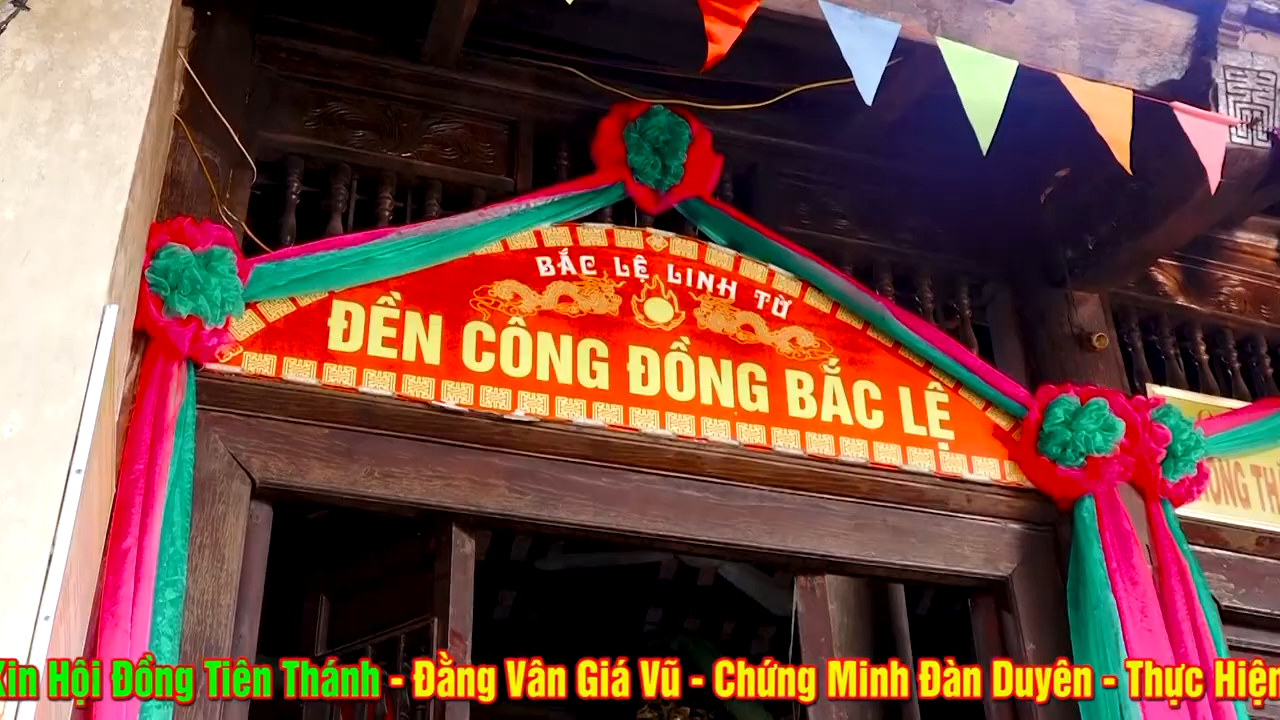 BẮC LỆ LINH TỪ
ĐỀN CÔNG ĐỒNG BẮC LỆ
Xin Hội Đồng Tiên Thánh - Đằng Vân Giá Vũ - Chứng Minh Đàn Duyên - Thực Hiện